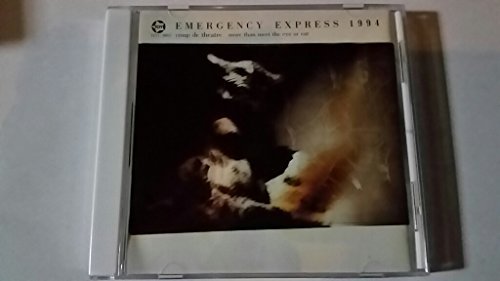 EMERGENCY EXPRESS 1994
coup de theatre more than meet the eye or ear